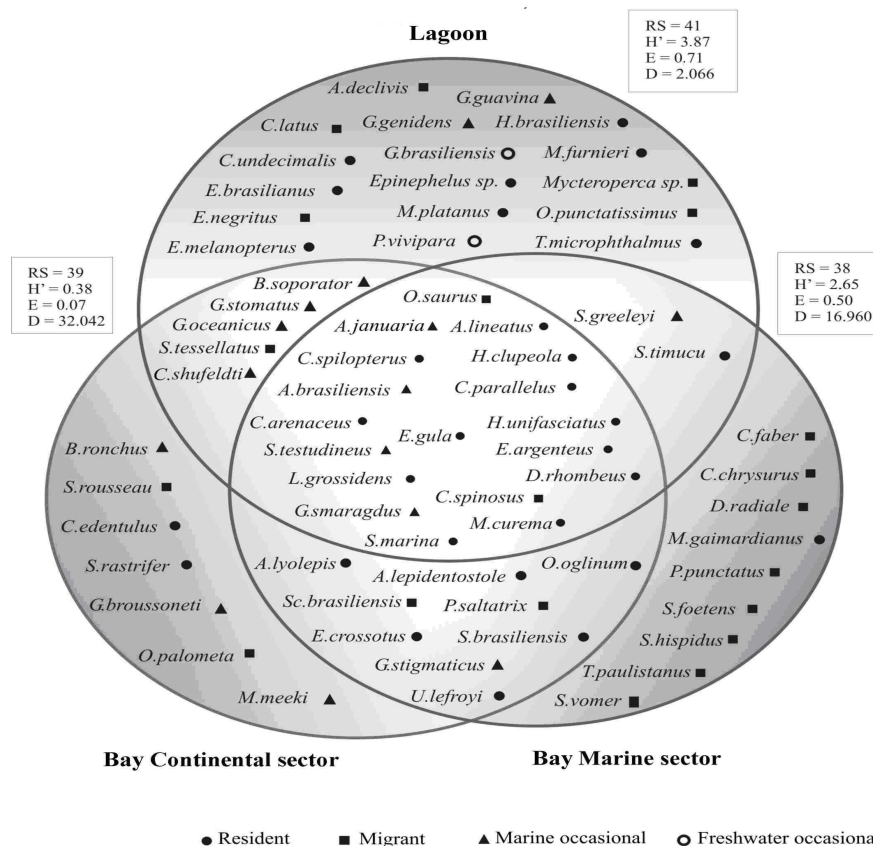 Lagoon
RS = 41
H’ = 3.87
E = 0.71
D = 2.066
A.declivis
G.guavina
C.latus
G.genidens
H.brasiliensis
C.undecimalis
G.brasiliensis
M.furnieri
E.brasilianus
Epinephelus sp.
Mycteroperca sp.
E.negritus
M.platanus
O.punctatissimus
E.melanopterus
P.vivipara
T.microphthalmus
RS = 39
H’ = 0.38
E = 0.07
D = 32.042
RS = 38
H’ = 2.65
E = 0.50
D = 16.960
B.soporator
G.stomatus
G.oceanicus
S.tessellatus
C.shufeldti
O.saurus
A.januaria
A.lineatus
S.greeleyi
S.timucu
C.spilopterus
H.clupeola
A.brasiliensis
C.parallelus
C.arenaceus
H.unifasciatus
E.gula
S.testudineus
E.argenteus
L.grossidens
D.rhombeus
C.spinosus
G.smaragdus
M.curema
S.marina
B.ronchus
S.rousseau
C.edentulus
S.rastrifer
G.broussoneti
O.palometa
M.meeki
A.lyolepis
A.lepidentostole
O.oglinum
Sc.brasiliensis
P.saltatrix
E.crossotus
S.brasiliensis
G.stigmaticus
U.lefroyi
C.faber
C.chrysurus
D.radiale
M.gaimardianus
P.punctatus
S.foetens
S.hispidus
T.paulistanus
S.vomer
Bay Continental sector
Bay Marine sector
Resident
Migrant
Marine occasional
Freshwater occasiona